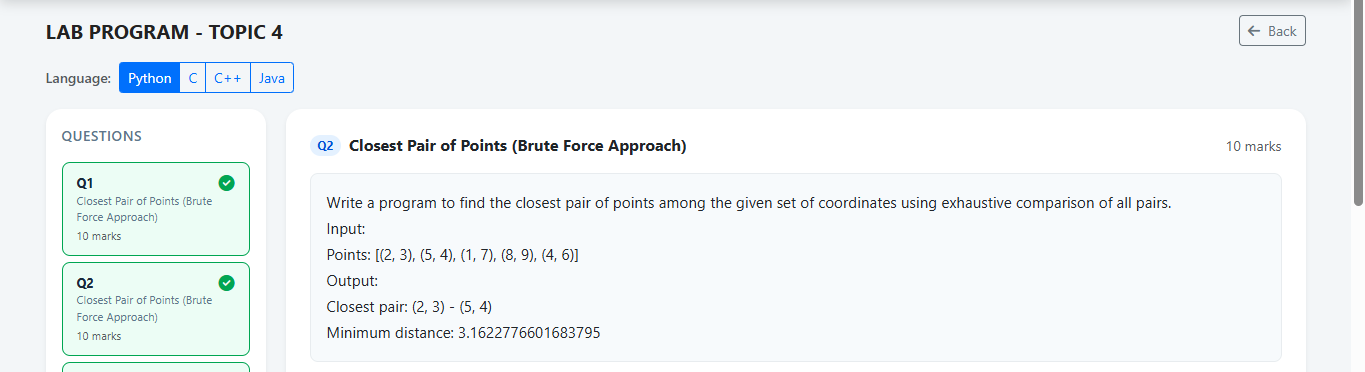 LAB PROGRAM - TOPIC 4
Back
Language: Python C C++ Java
QUESTIONS
Q1
Closest Pair of Points (Brute
Force Approach)
10 marks
Q2
Closest Pair of Points (Brute
Force Approach)
10 marks
Q2 Closest Pair of Points (Brute Force Approach)
10 marks
Write a program to find the closest pair of points among the given set of coordinates using exhaustive comparison of all pairs.
Input:
Points: [(2, 3), (5, 4), (1, 7), (8, 9), (4, 6)]
Output:
Closest pair: (2, 3) - (5, 4)
Minimum distance: 3.1622776601683795